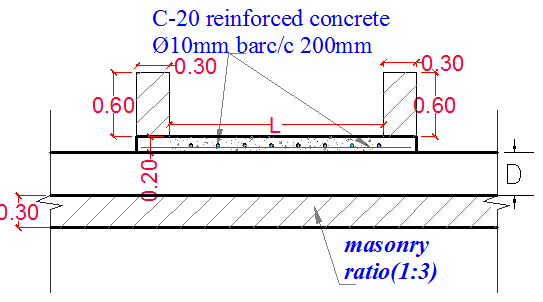 C-20 reinforced concrete
Ø10mm barc/c 200mm
0.30
0.30
0.60
0.60
L
0.20
D
0.30
masonry
ratio(1:3)